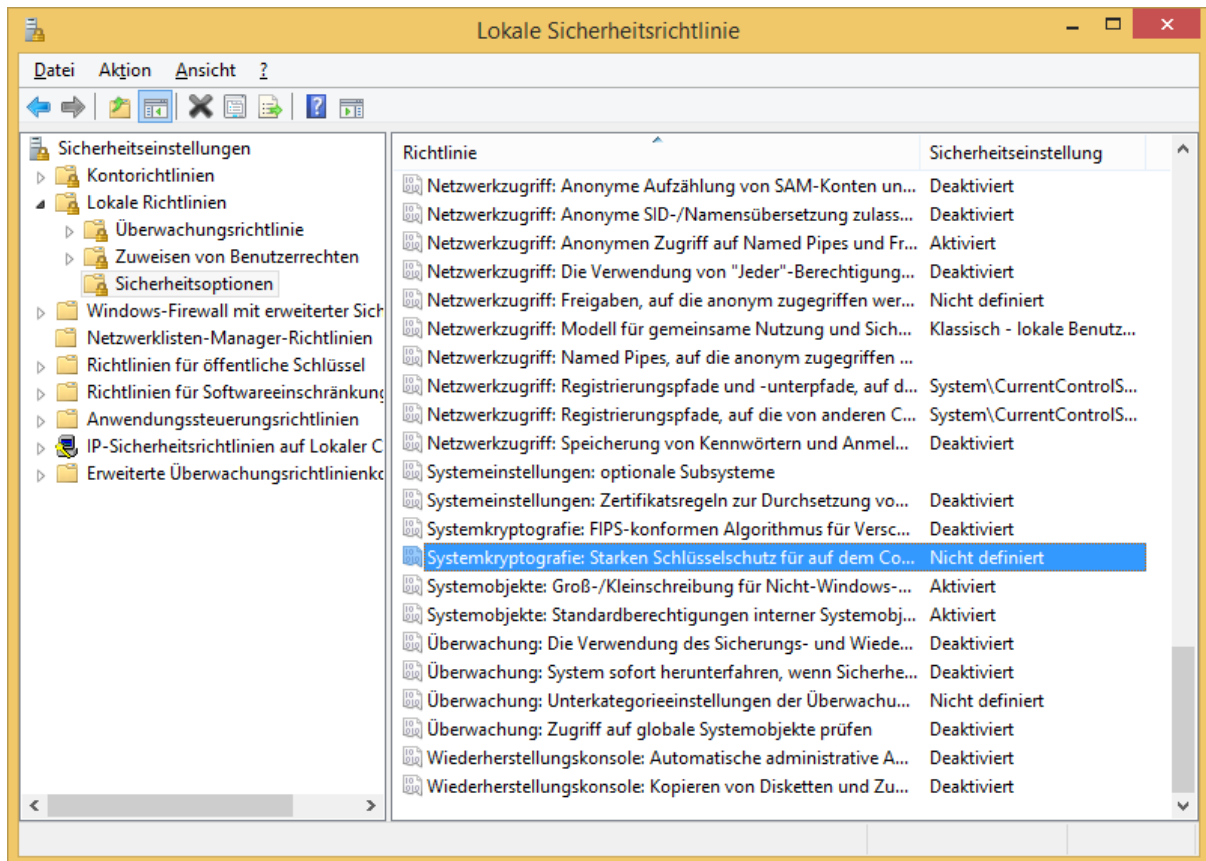 Lokale Sicherheitsrichtlinie
Datei Aktion Ansicht ?
Sicherheitseinstellungen
Kontorichtlinien
Lokale Richtlinien
Überwachungsrichtlinie
Zuweisen von Benutzerrechten
Sicherheitsoptionen
Windows-Firewall mit erweiterter Sich
Netzwerklisten-Manager-Richtlinien
Richtlinien für öffentliche Schlüssel
Richtlinien für Softwareeinschränkung
Anwendungssteuerungsrichtlinien
IP-Sicherheitsrichtlinien auf Lokaler C
Erweiterte Überwachungsrichtlinienko
Richtlinie Sicherheitseinstellung
Netzwerkzugriff: Anonyme Aufzählung von SAM-Konten un... Deaktiviert
Netzwerkzugriff: Anonyme SID-/Namensübersetzung zulass... Deaktiviert
Netzwerkzugriff: Anonymen Zugriff auf Named Pipes und Fr... Aktiviert
Netzwerkzugriff: Die Verwendung von "Jeder"-Berechtigung... Deaktiviert
Netzwerkzugriff: Freigaben, auf die anonym zugegriffen wer... Nicht definiert
Netzwerkzugriff: Modell für gemeinsame Nutzung und Sich... Klassisch - lokale Benutz...
Netzwerkzugriff: Named Pipes, auf die anonym zugegriffen ...
Netzwerkzugriff: Registrierungspfade und -unterpfade, auf d... System\CurrentControlS...
Netzwerkzugriff: Registrierungspfade, auf die von anderen C... System\CurrentControlS...
Netzwerkzugriff: Speicherung von Kennwörtern und Anmel... Deaktiviert
Systemeinstellungen: optionale Subsysteme
Systemeinstellungen: Zertifikatsregeln zur Durchsetzung vo... Deaktiviert
Systemkryptografie: FIPS-konformen Algorithmus für Versc... Deaktiviert
Systemkryptografie: Starken Schlüsselschutz für auf dem Co... Nicht definiert
Systemobjekte: Groß-/Kleinschreibung für Nicht-Windows-... Aktiviert
Systemobjekte: Standardberechtigungen interner Systemobj... Aktiviert
Überwachung: Die Verwendung des Sicherungs- und Wiede... Deaktiviert
Überwachung: System sofort herunterfahren, wenn Sicherhe... Deaktiviert
Überwachung: Unterkategorieeinstellungen der Überwachu... Nicht definiert
Überwachung: Zugriff auf globale Systemobjekte prüfen Deaktiviert
Wiederherstellungskonsole: Automatische administrative A... Deaktiviert
Wiederherstellungskonsole: Kopieren von Disketten und Zu... Deaktiviert